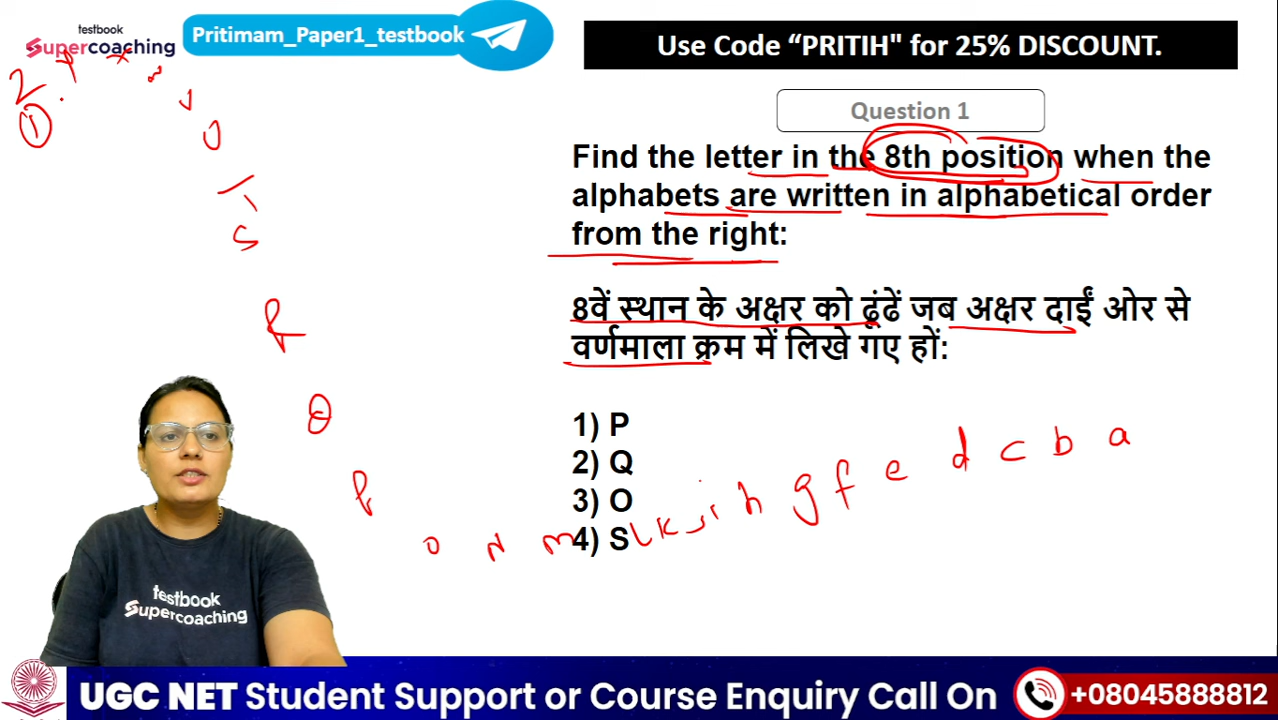 testbook
Supercoaching
Pritimam_Paper1_testbook
Use Code “PRITIH" for 25% DISCOUNT.
Question 1
Find the letter in the 8th position when the
alphabets are written in alphabetical order
from the right:
8वें स्थान के अक्षर को ढूंढें जब अक्षर दाईं ओर से
वर्णमाला क्रम में लिखे गए हों:
1) P
2) Q
3) O
4) S
S
R
Q
P
O N M L K j i h g f e d c b a
testbook
Supercoaching
UGC NET Student Support or Course Enquiry Call On +08045888812